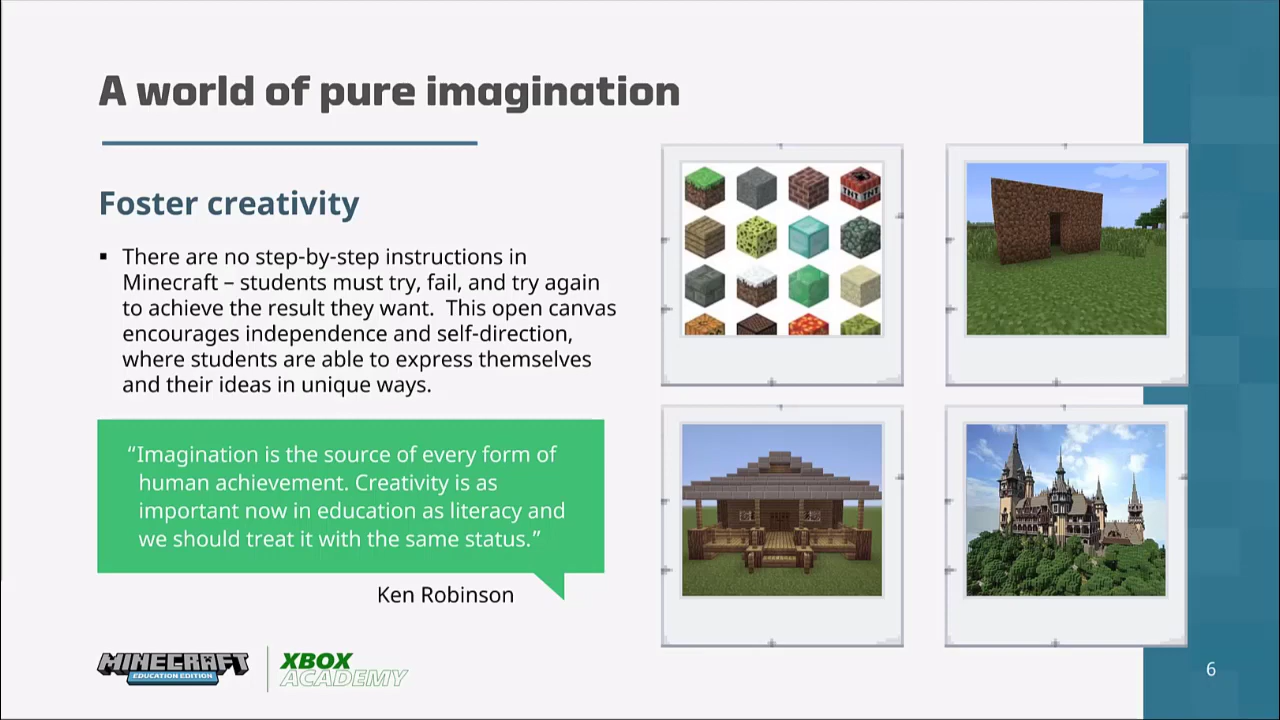 A world of pure imagination
Foster creativity
▪ There are no step-by-step instructions in
Minecraft – students must try, fail, and try again
to achieve the result they want.  This open canvas
encourages independence and self-direction,
where students are able to express themselves
and their ideas in unique ways.
“Imagination is the source of every form of
human achievement. Creativity is as
important now in education as literacy and
we should treat it with the same status.”
Ken Robinson
TNT
MINECRAFT
EDUCATION EDITION
XBOX
ACADEMY
6